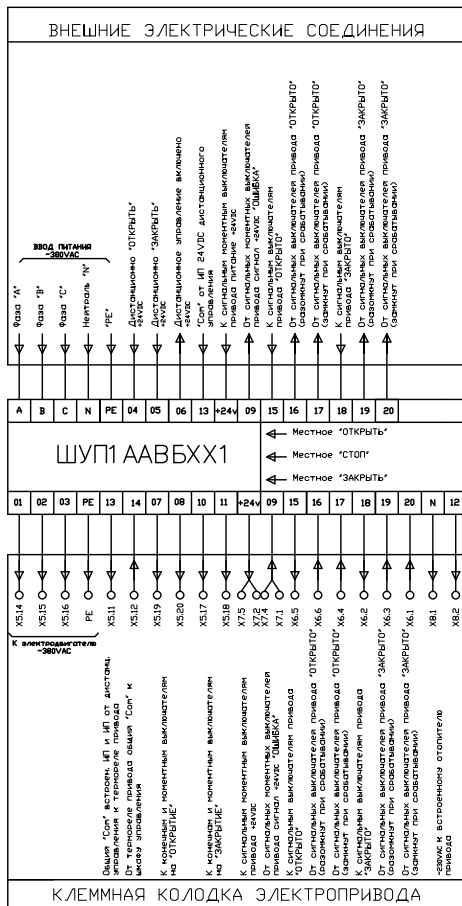 ВНЕШНИЕ ЭЛЕКТРИЧЕСКИЕ СОЕДИНЕНИЯ
ВВОД ПИТАНИЯ
~380VAC
Фаза "A"
Фаза "B"
Фаза "C"
Нейтраль "N"
"PE"
Дистанционно "ОТКРЫТЬ"
+24VDC
Дистанционно "ЗАКРЫТЬ"
+24VDC
Дистанционное управление включено
+24VDC
"Com" от ИП 24VDC дистанционного
управления
К сигнальным моментным выключателям
привода питание +24VDC
От сигнальных моментных выключателей
привода сигнал +24VDC "ОШИБКА"
К сигнальным выключателям
привода "ОТКРЫТО"
От сигнальных выключателей привода "ОТКРЫТО"
(разомкнут при срабатывании)
От сигнальных выключателей привода "ОТКРЫТО"
(замкнут при срабатывании)
К сигнальным выключателям
привода "ЗАКРЫТО"
От сигнальных выключателей привода "ЗАКРЫТО"
(разомкнут при срабатывании)
От сигнальных выключателей привода "ЗАКРЫТО"
(замкнут при срабатывании)
A B C N PE 04 05 06 13 +24v 09 15 16 17 18 19 20
ШУП1 ААВБХХ1
Местное "ОТКРЫТЬ"
Местное "СТОП"
Местное "ЗАКРЫТЬ"
01 02 03 PE 13 14 07 08 10 11 +24v 09 15 16 17 18 19 20 N 12
X5.14 X5.15 X5.16 PE X5.11 X5.12 X5.19 X5.20 X5.17 X5.18 X7.5 X7.2 X7.4 X7.1 X6.5 X6.6 X6.4 X6.2 X6.3 X6.1 X8.1 X8.2
К электродвигателю
~380VAC
Общий "Com" встроен. ИП и ИП от дистанц.
управления к термореле привода
От термореле привода общий "Com" к
шкафу управления
К конечным и моментным выключателям
на "ОТКРЫТИЕ"
К конечным и моментным выключателям
на "ЗАКРЫТИЕ"
К сигнальным моментным выключателям
привода +24VDC
От сигнальных моментных выключателей
привода сигнал +24VDC "ОШИБКА"
К сигнальным выключателям привода
"ОТКРЫТО"
От сигнальных выключателей привода "ОТКРЫТО"
(разомкнут при срабатывании)
От сигнальных выключателей привода "ОТКРЫТО"
(замкнут при срабатывании)
К сигнальным выключателям привода
"ЗАКРЫТО"
От сигнальных выключателей привода "ЗАКРЫТО"
(разомкнут при срабатывании)
От сигнальных выключателей привода "ЗАКРЫТО"
(замкнут при срабатывании)
~230VAC к встроенному отопителю
привода
КЛЕММНАЯ КОЛОДКА ЭЛЕКТРОПРИВОДА